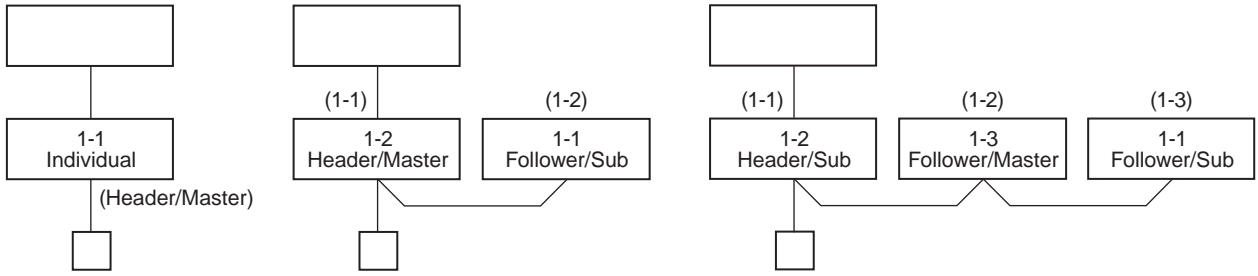 (1-1)
(1-2)
(1-1)
(1-2)
(1-3)
1-1
Individual
1-2
Header/Master
1-1
Follower/Sub
1-2
Header/Sub
1-3
Follower/Master
1-1
Follower/Sub
(Header/Master)